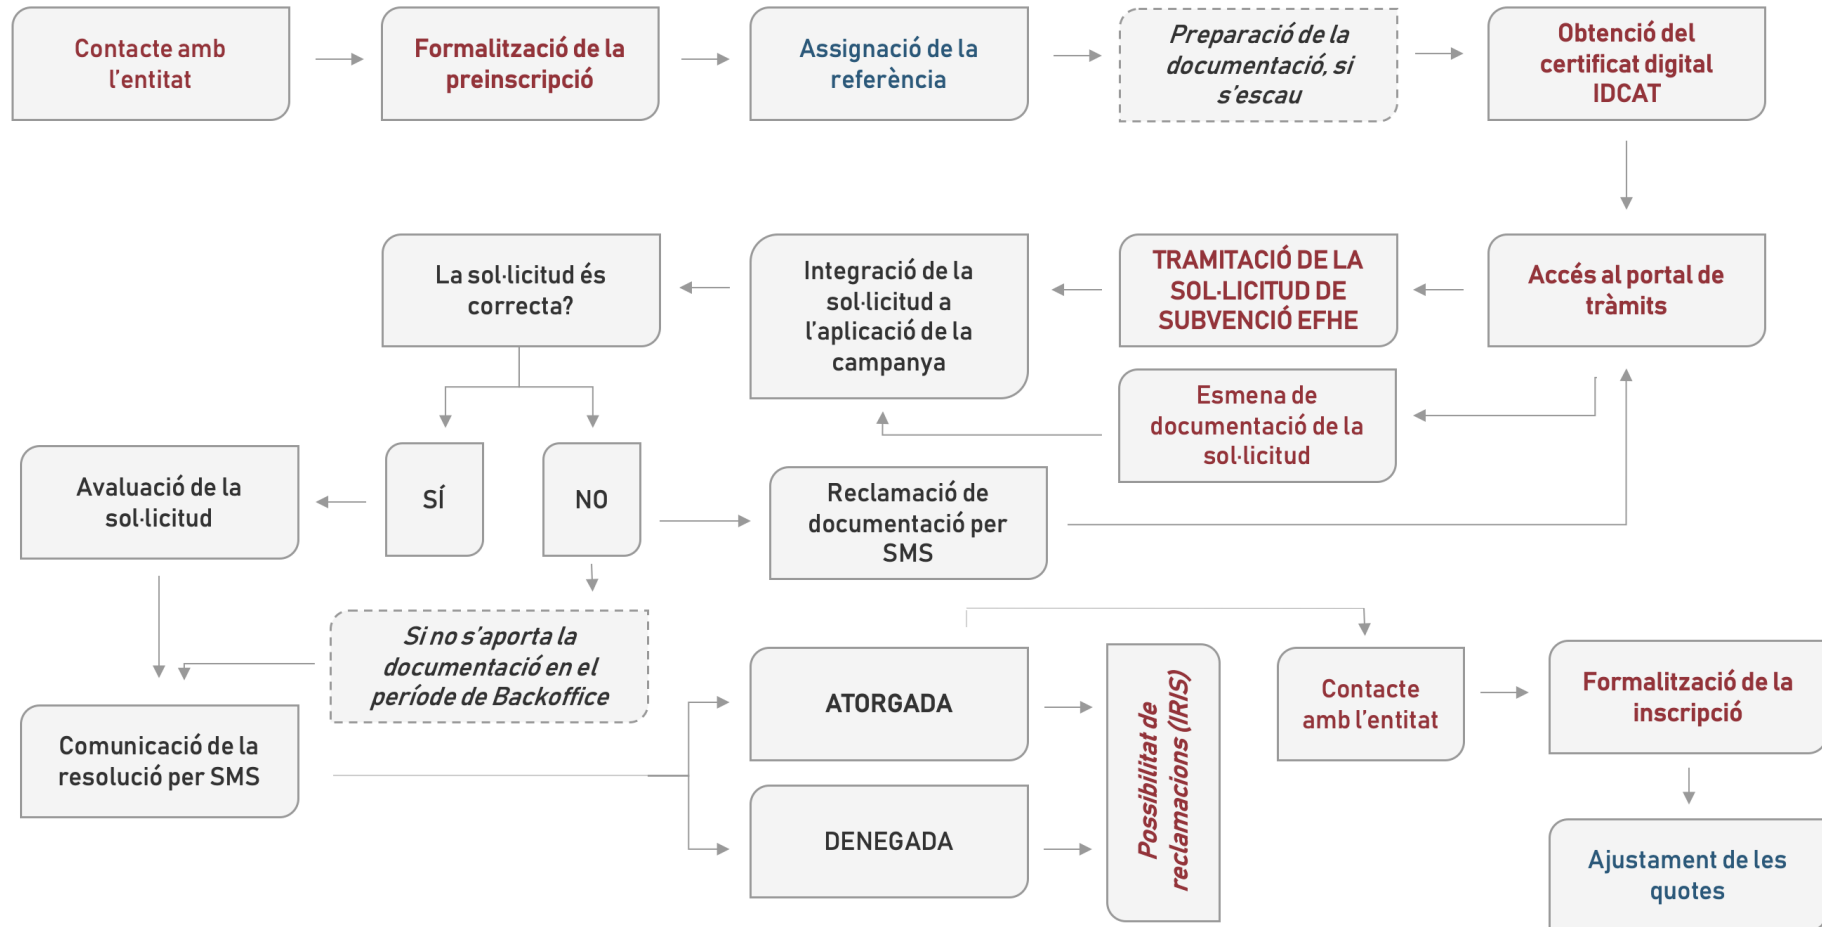 Contacte amb
l'entitat
Formalització de la
preinscripció
Assignació de la
referència
Preparació de la
documentació, si
s'escau
Obtenció del
certificat digital
IDCAT
La sol·licitud és
correcta?
Integració de la
sol·licitud a
l'aplicació de la
campanya
TRAMITACIÓ DE LA
SOL·LICITUD DE
SUBVENCIÓ EFHE
Accés al portal de
tràmits
Esmena de
documentació de la
sol·licitud
Avaluació de la
sol·licitud
SÍ
NO
Reclamació de
documentació per
SMS
Si no s'aporta la
documentació en el
període de Backoffice
Comunicació de la
resolució per SMS
ATORGADA
DENEGADA
Possibilitat de
reclamacions (IRIS)
Contacte
amb l'entitat
Formalització de la
inscripció
Ajustament de les
quotes